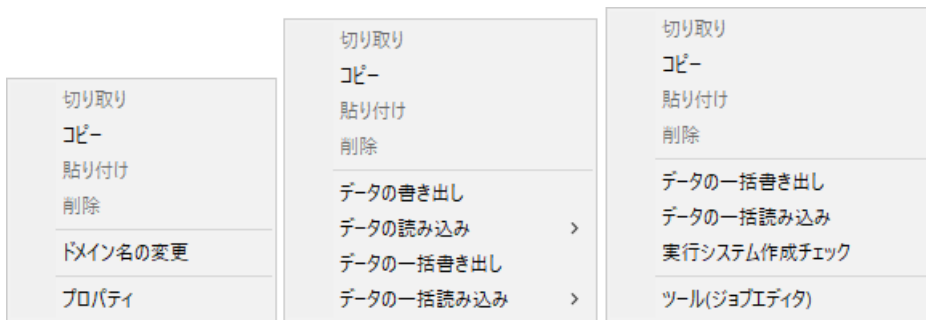 切り取り
コピー
貼り付け
削除
ドメイン名の変更
プロパティ
切り取り
コピー
貼り付け
削除
データの書き出し
データの読み込み
データの一括書き出し
データの一括読み込み
切り取り
コピー
貼り付け
削除
データの一括書き出し
データの一括読み込み
実行システム作成チェック
ツール(ジョブエディタ)